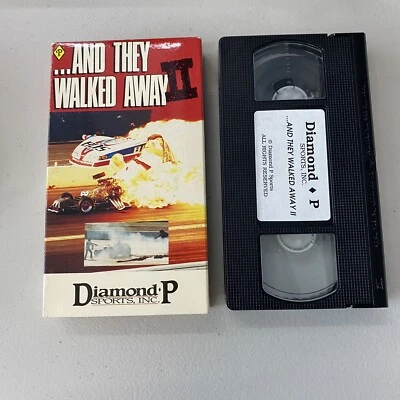 ...AND THEY
WALKED AWAY
II
Diamond P
SPORTS, INC.
Diamond P
SPORTS, INC.
...AND THEY WALKED AWAY II
© Diamond P Sports
ALL RIGHTS RESERVED